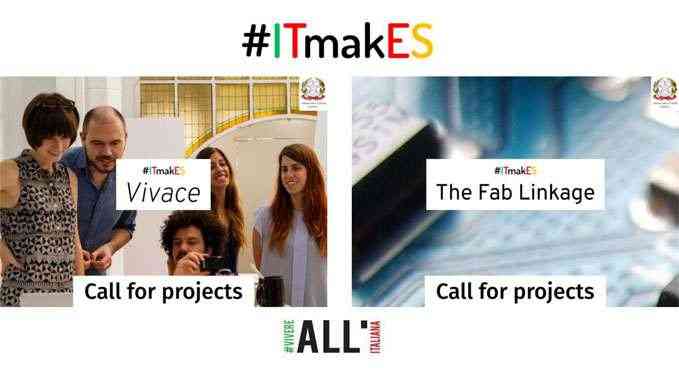 #ITmakES
#ITmakES
Vivace
Call for projects
#ITmakES
The Fab Linkage
Call for projects
#VIVERE
ALL'
ITALIANA